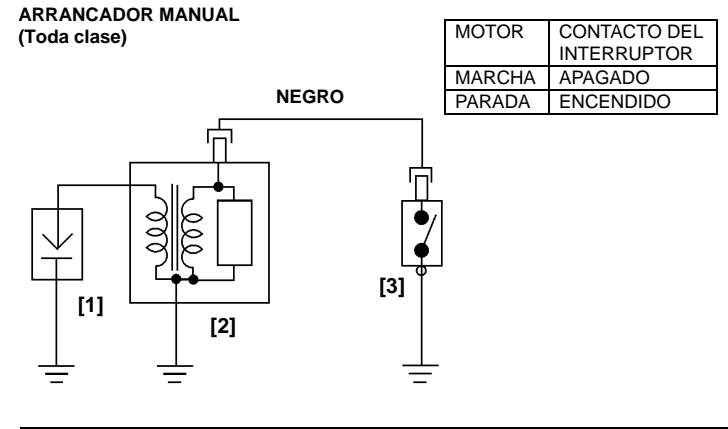 ARRANCADOR MANUAL
(Toda clase)
MOTOR CONTACTO DEL
INTERRUPTOR
MARCHA APAGADO
PARADA ENCENDIDO
NEGRO
[1]
[2]
[3]